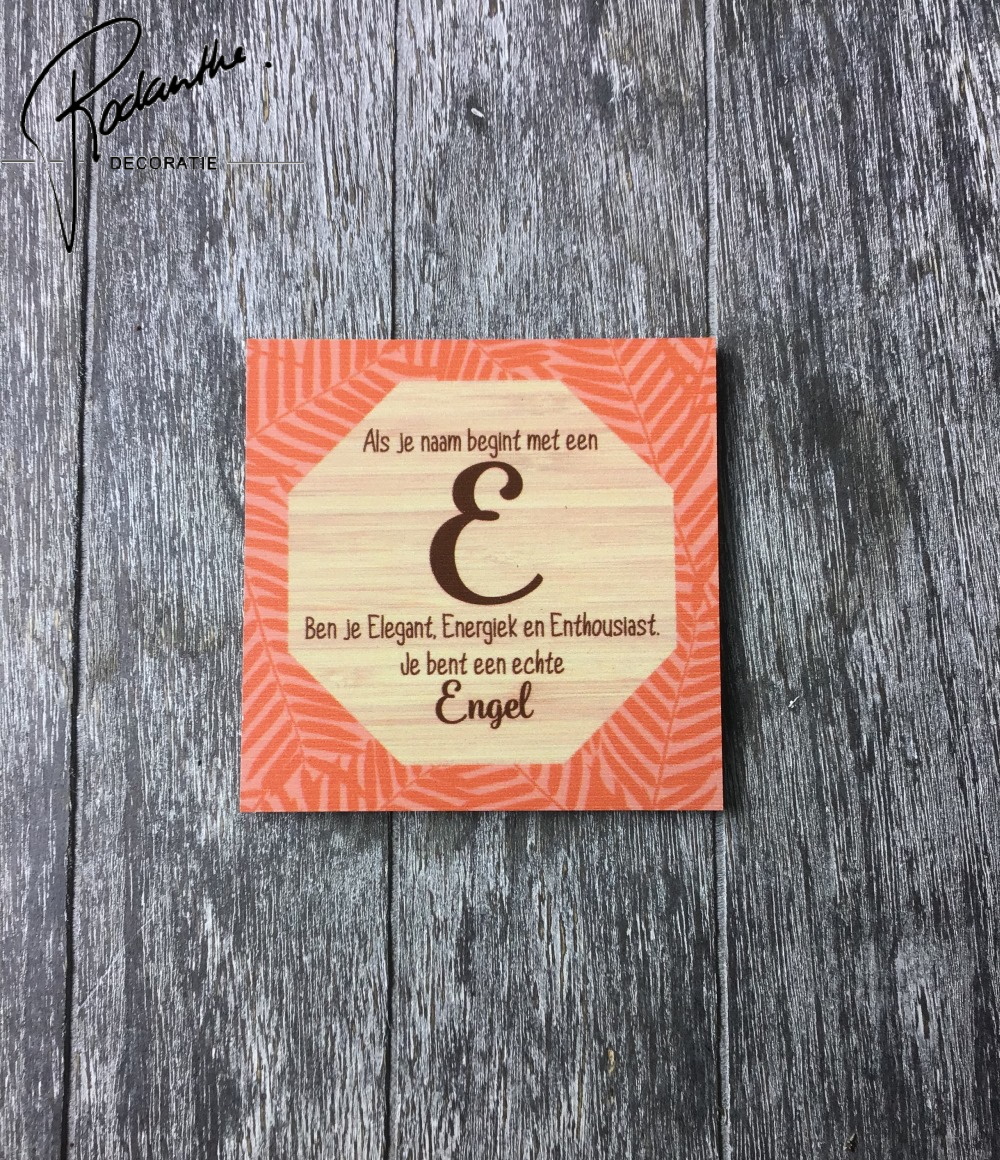 Rodanthe.
DECORATIE
Als je naam begint met een
E
Ben je Elegant, Energiek en Enthousiast.
Je bent een echte
Engel